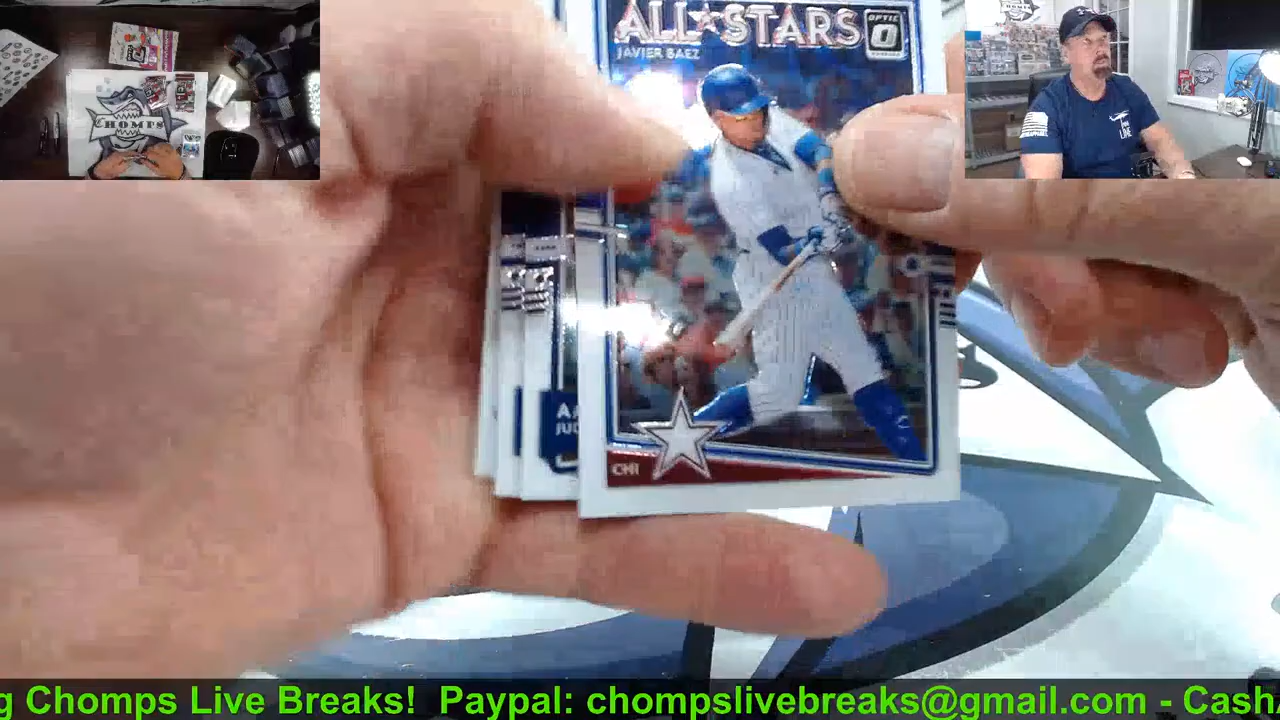 ALL★STARS
JAVIER BAEZ
OPTIC
CHI
CHOMPS
g Chomps Live Breaks! Paypal: chompslivebreaks@gmail.com - Cash